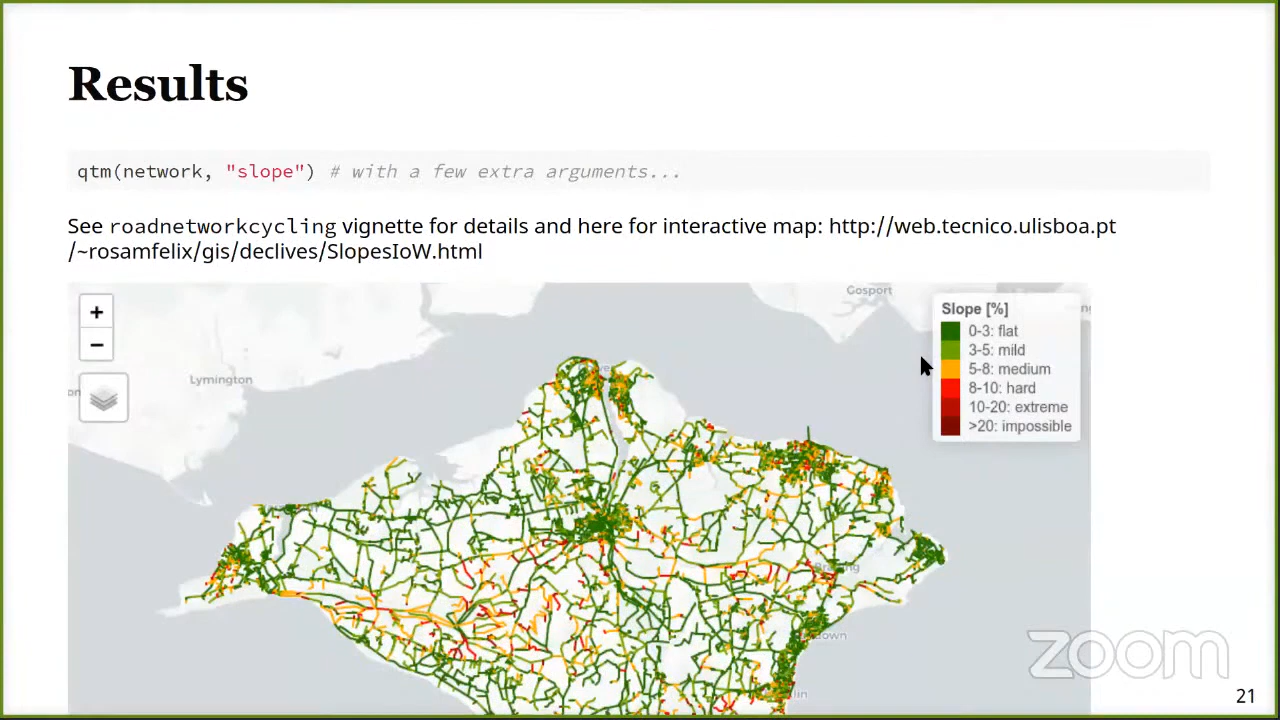 Results
qtm(network, "slope") # with a few extra arguments...
See roadnetworkcycling vignette for details and here for interactive map: http://web.tecnico.ulisboa.pt
/~rosamfelix/gis/declives/SlopesIoW.html
Gosport
+
−
Lymington
Slope [%]
0-3: flat
3-5: mild
5-8: medium
8-10: hard
10-20: extreme
>20: impossible
zoom
21